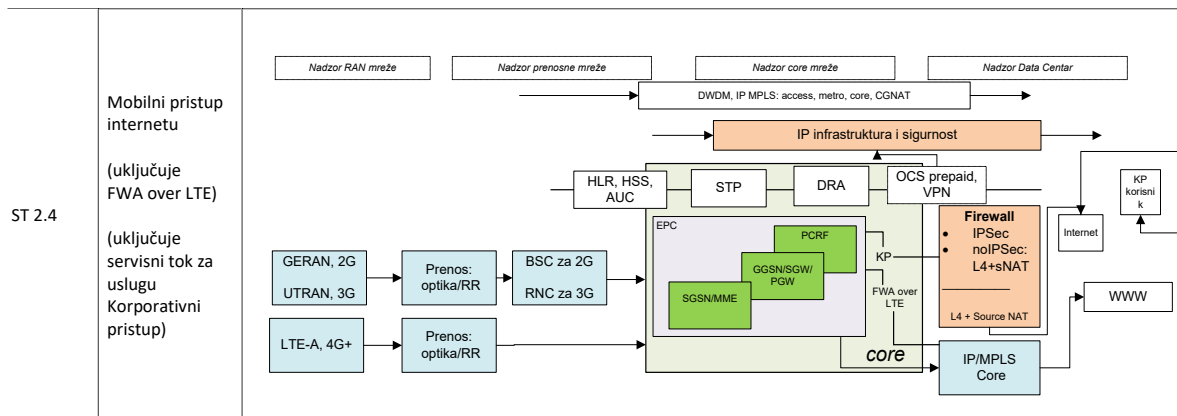 ST 2.4
Mobilni pristup
internetu
(uključuje
FWA over LTE)
(uključuje
servisni tok za
uslugu
Korporativni
pristup)
Nadzor RAN mreže
Nadzor prenosne mreže
Nadzor core mreže
Nadzor Data Centar
DWDM, IP MPLS: access, metro, core, CGNAT
IP infrastruktura i sigurnost
HLR, HSS,
AUC
STP
DRA
OCS prepaid,
VPN
EPC
PCRF
GGSN/SGW/
PGW
SGSN/MME
KP
FWA over
LTE
core
Firewall
• IPSec
• noIPSec:
L4+sNAT
L4 + Source NAT
Internet
KP
korisni
k
GERAN, 2G
UTRAN, 3G
Prenos:
optika/RR
BSC za 2G
RNC za 3G
LTE-A, 4G+
Prenos:
optika/RR
IP/MPLS
Core
WWW